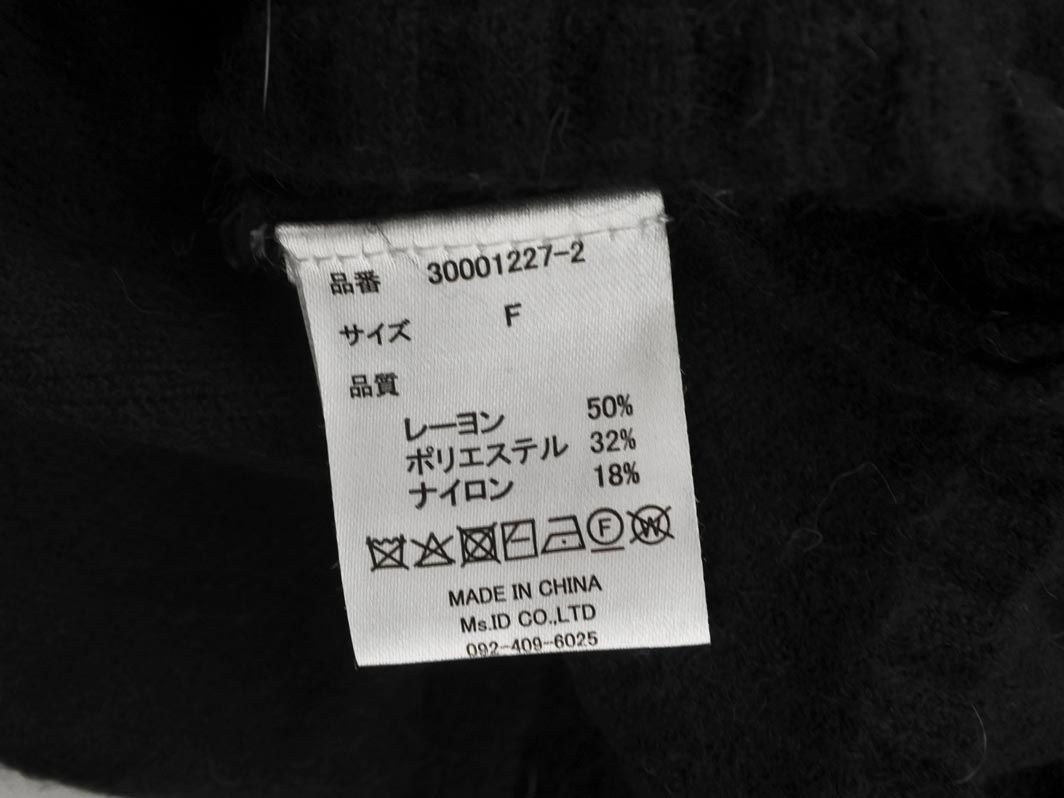 品番 30001227-2
サイズ F
品質
レーヨン 50%
ポリエステル 32%
ナイロン 18%
F W
MADE IN CHINA
Ms.ID CO.,LTD
092-409-6025